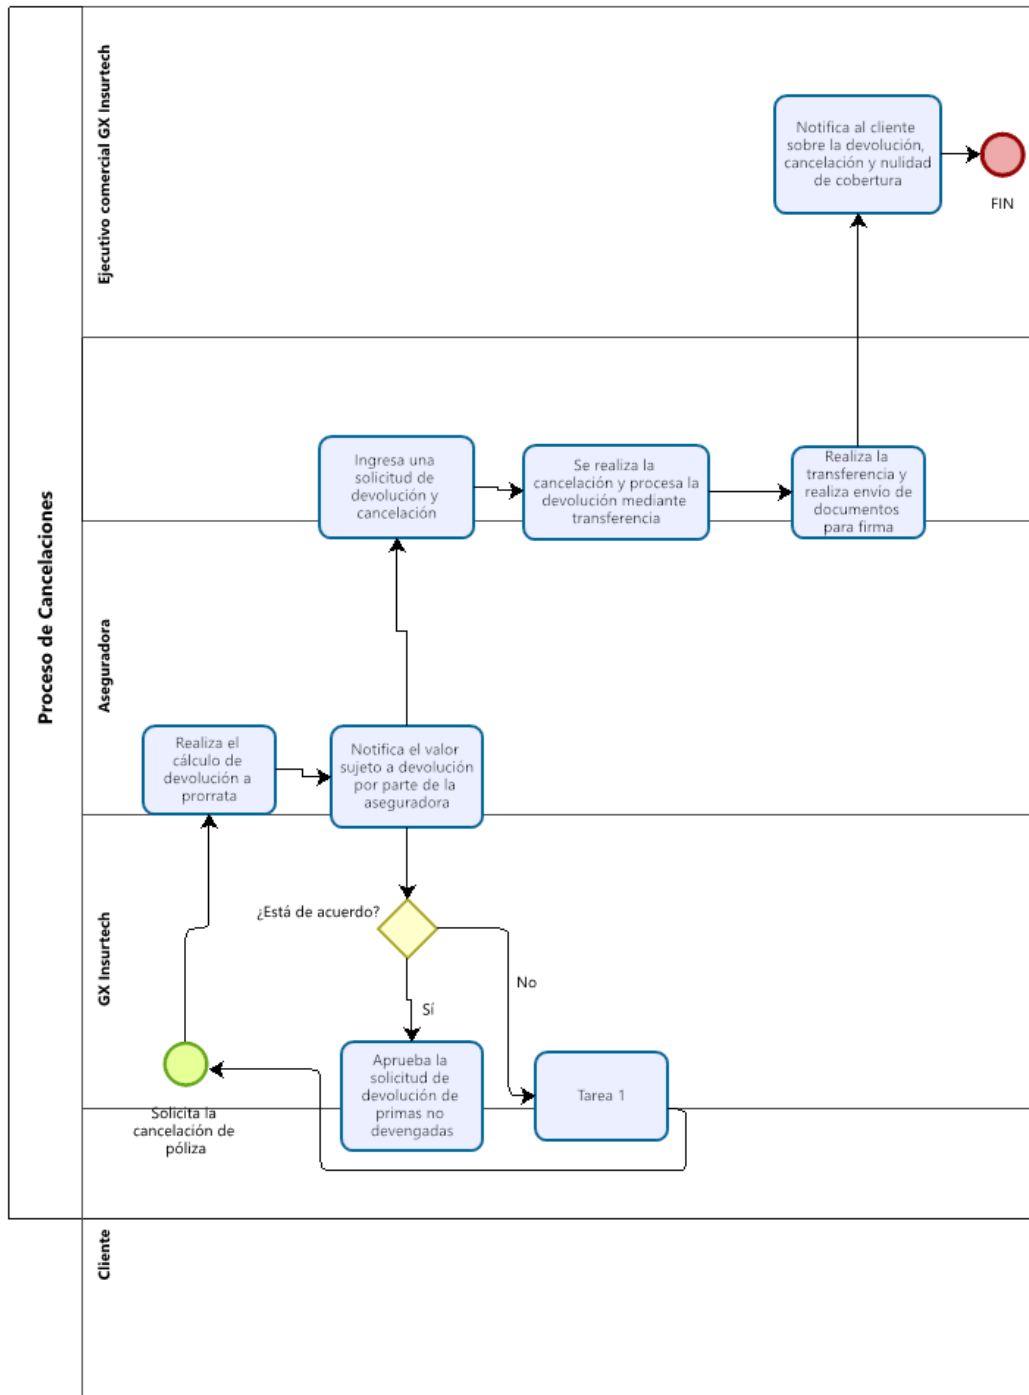 Proceso de Cancelaciones
Ejecutivo comercial GX Insurtech
Notifica al cliente
sobre la devolución,
cancelación y nulidad
de cobertura
FIN
Aseguradora
Ingresa una
solicitud de
devolución y
cancelación
Se realiza la
cancelación y procesa la
devolución mediante
transferencia
Realiza la
transferencia y
realiza envío de
documentos
para firma
GX Insurtech
Realiza el
cálculo de
devolución a
prorrata
Notifica el valor
sujeto a devolución
por parte de la
aseguradora
¿Está de acuerdo?
No
Sí
Solicita la
cancelación de
póliza
Aprueba la
solicitud de
devolución de
primas no
devengadas
Tarea 1
Cliente